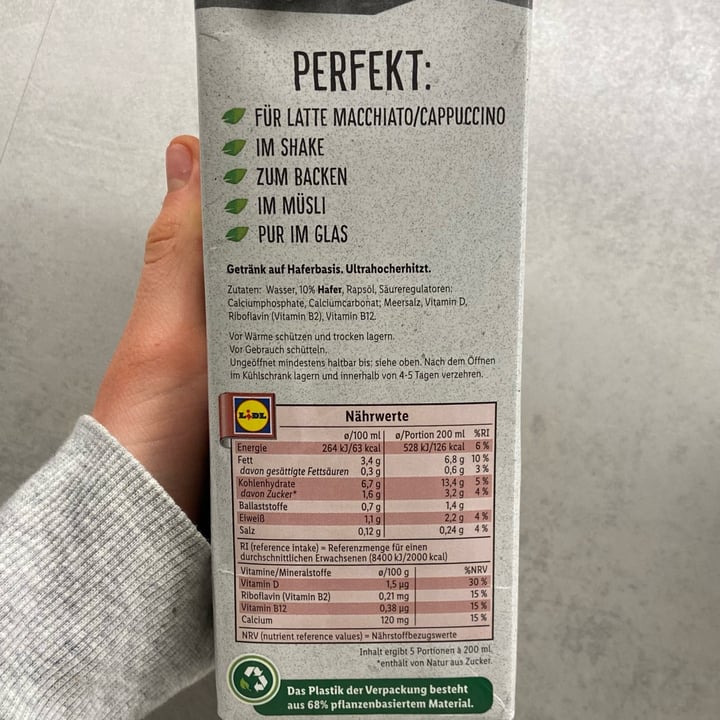 PERFEKT:
FÜR LATTE MACCHIATO/CAPPUCCINO
IM SHAKE
ZUM BACKEN
IM MÜSLI
PUR IM GLAS
Getränk auf Haferbasis. Ultrahocherhitzt.
Zutaten: Wasser, 10% Hafer, Rapsöl, Säureregulatoren:
Calciumphosphate, Calciumcarbonat; Meersalz, Vitamin D,
Riboflavin (Vitamin B2), Vitamin B12.
Vor Wärme schützen und trocken lagern.
Vor Gebrauch schütteln.
Ungeöffnet mindestens haltbar bis: siehe oben. Nach dem Öffnen
im Kühlschrank lagern und innerhalb von 4-5 Tagen verzehren.
LIDL
Nährwerte
ø/100 ml ø/Portion 200 ml %RI
Energie 264 kJ/63 kcal 528 kJ/126 kcal 6 %
Fett 3,4 g 6,8 g 10 %
davon gesättigte Fettsäuren 0,3 g 0,6 g 3 %
Kohlenhydrate 6,7 g 13,4 g 5 %
davon Zucker* 1,6 g 3,2 g 4 %
Ballaststoffe 0,7 g 1,4 g
Eiweiß 1,1 g 2,2 g 4 %
Salz 0,12 g 0,24 g 4 %
RI (reference intake) = Referenzmenge für einen
durchschnittlichen Erwachsenen (8400 kJ/2000 kcal)
Vitamine/Mineralstoffe ø/100 g %NRV
Vitamin D 1,5 µg 30 %
Riboflavin (Vitamin B2) 0,21 mg 15 %
Vitamin B12 0,38 µg 15 %
Calcium 120 mg 15 %
NRV (nutrient reference values) = Nährstoffbezugswerte
Inhalt ergibt 5 Portionen à 200 ml.
*enthält von Natur aus Zucker.
Das Plastik der Verpackung besteht
aus 68% pflanzenbasiertem Material.